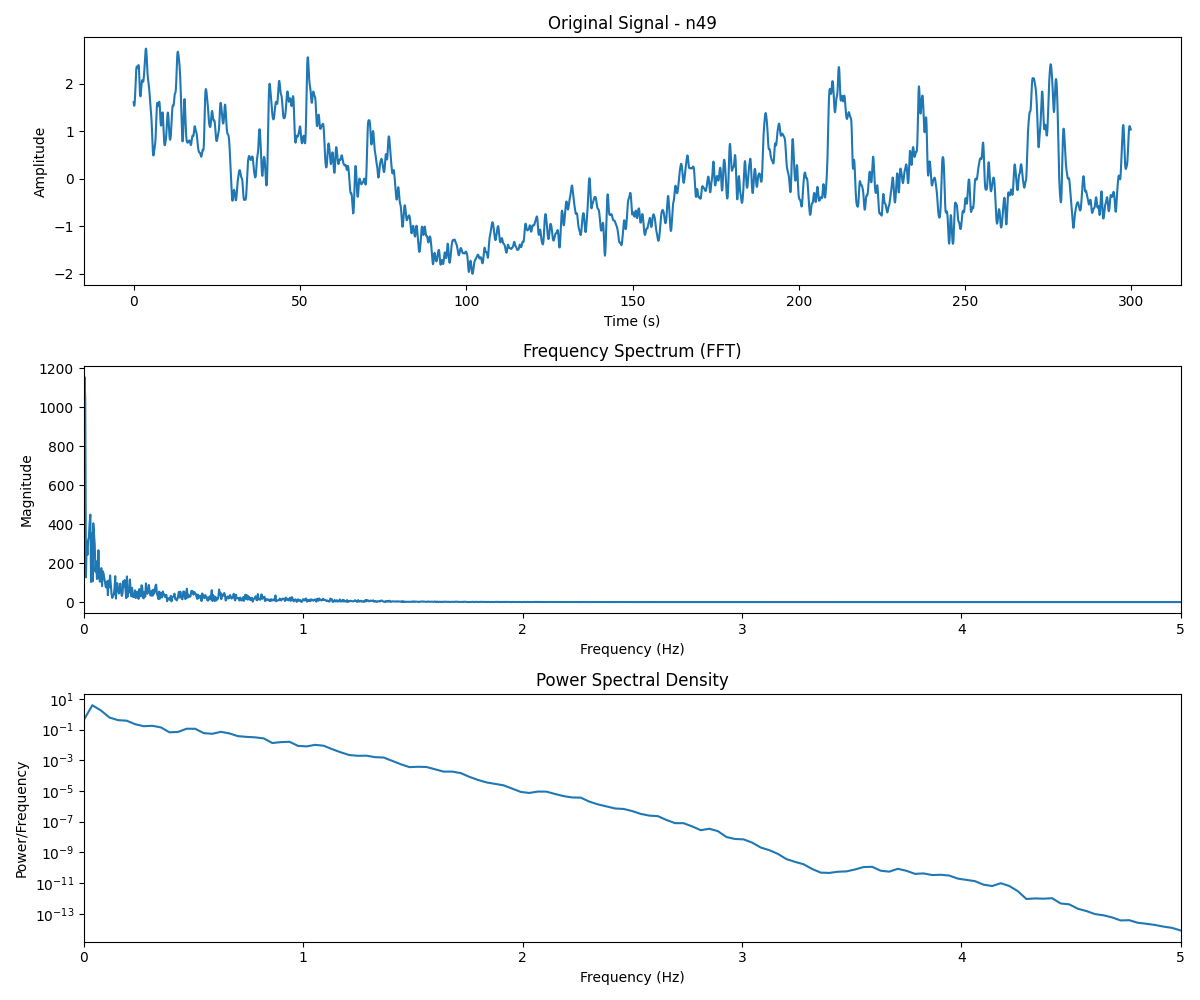 Original Signal - n49
Amplitude
2
1
0
−1
−2
0 50 100 150 200 250 300
Time (s)
Frequency Spectrum (FFT)
Magnitude
1200
1000
800
600
400
200
0
0 1 2 3 4 5
Frequency (Hz)
Power Spectral Density
Power/Frequency
10¹
10⁻¹
10⁻³
10⁻⁵
10⁻⁷
10⁻⁹
10⁻¹¹
10⁻¹³
0 1 2 3 4 5
Frequency (Hz)